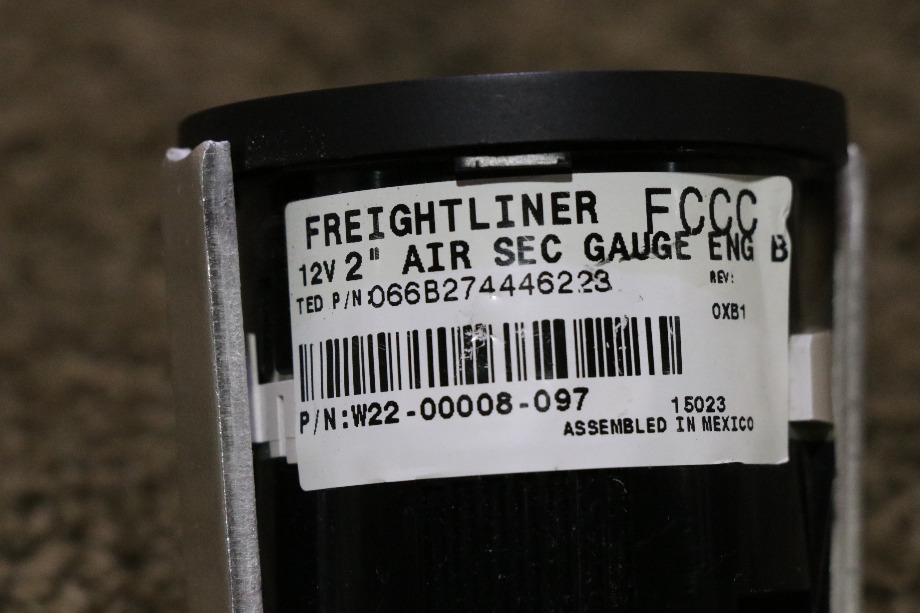 FREIGHTLINER FCCC
12V 2" AIR SEC GAUGE ENG B
TED P/N:066B274446223 REV:
OXB1
P/N:W22-00008-097 15023
ASSEMBLED IN MEXICO